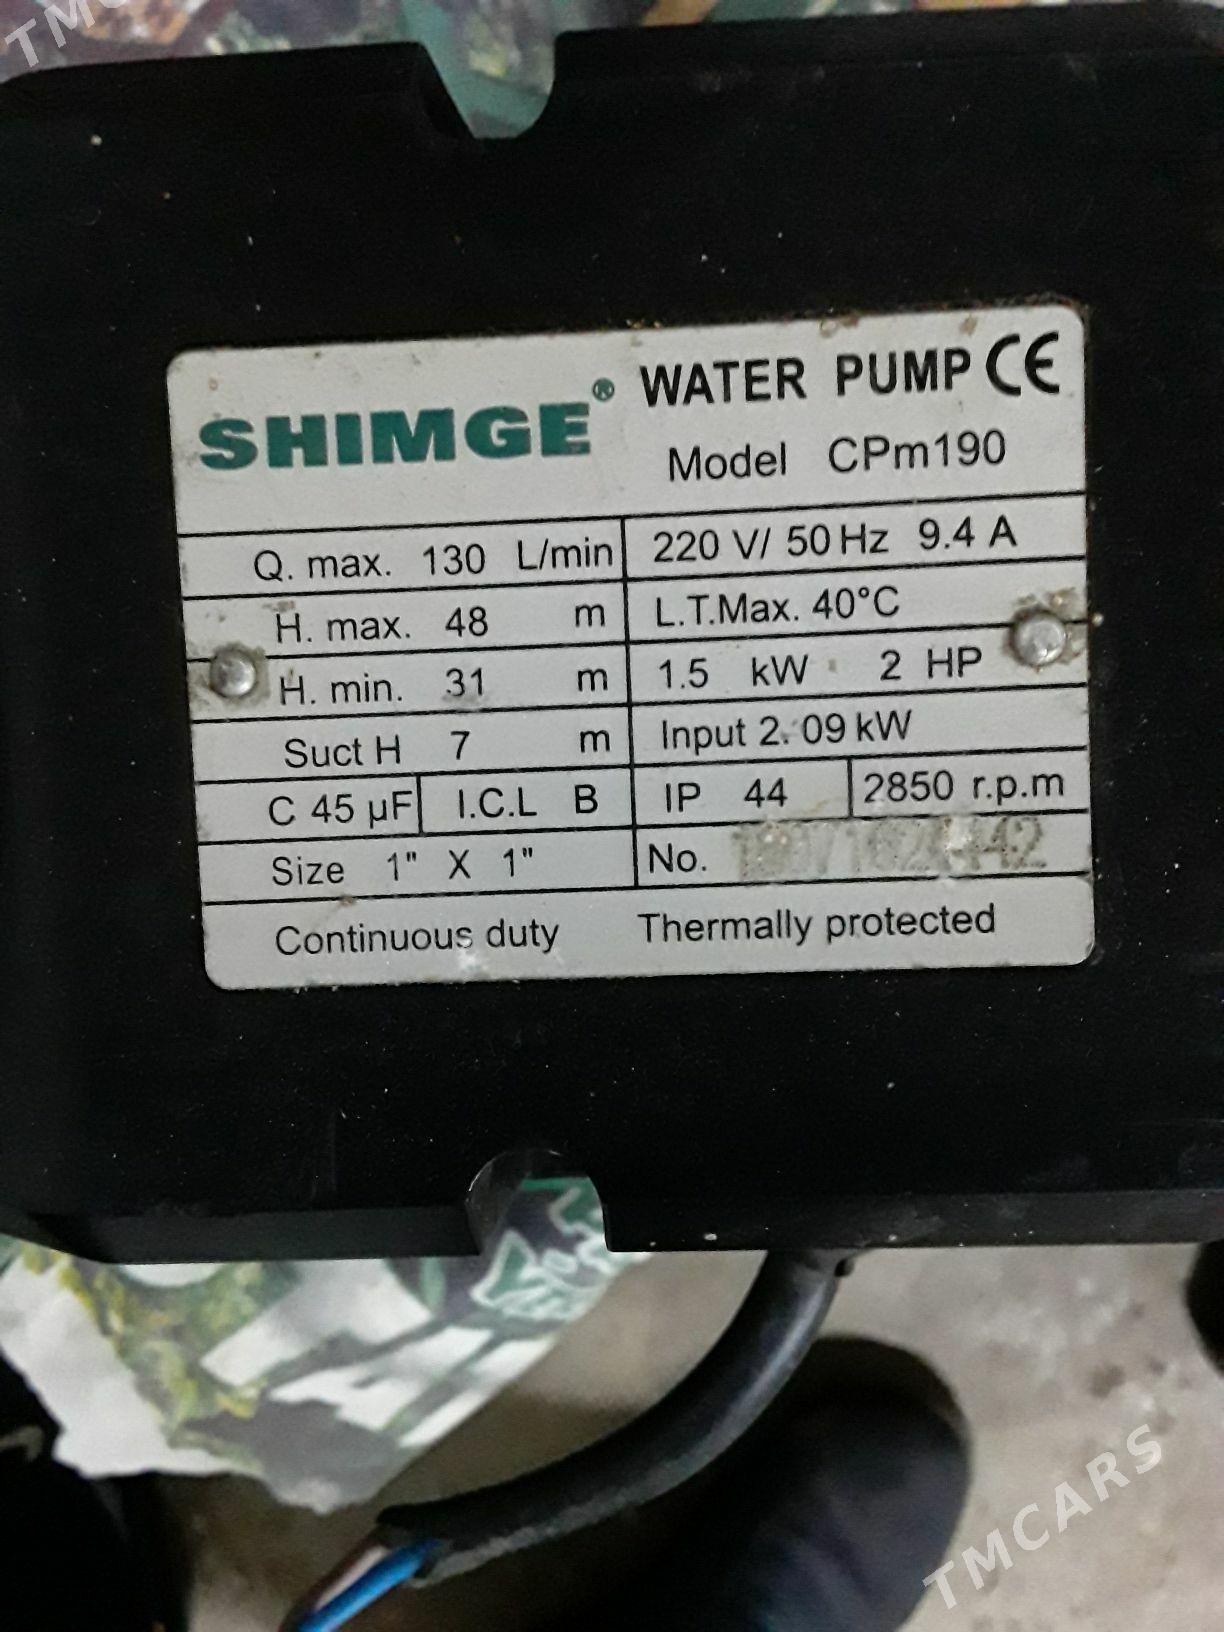 SHIMGE® WATER PUMP CE
Model CPm190
Q. max. 130 L/min 220 V/ 50 Hz 9.4 A
H. max. 48 m L.T.Max. 40°C
H. min. 31 m 1.5 kW 2 HP
Suct H 7 m Input 2.09 kW
C 45 µF I.C.L B IP 44 2850 r.p.m
Size 1" X 1" No.
Continuous duty Thermally protected
TMCARS